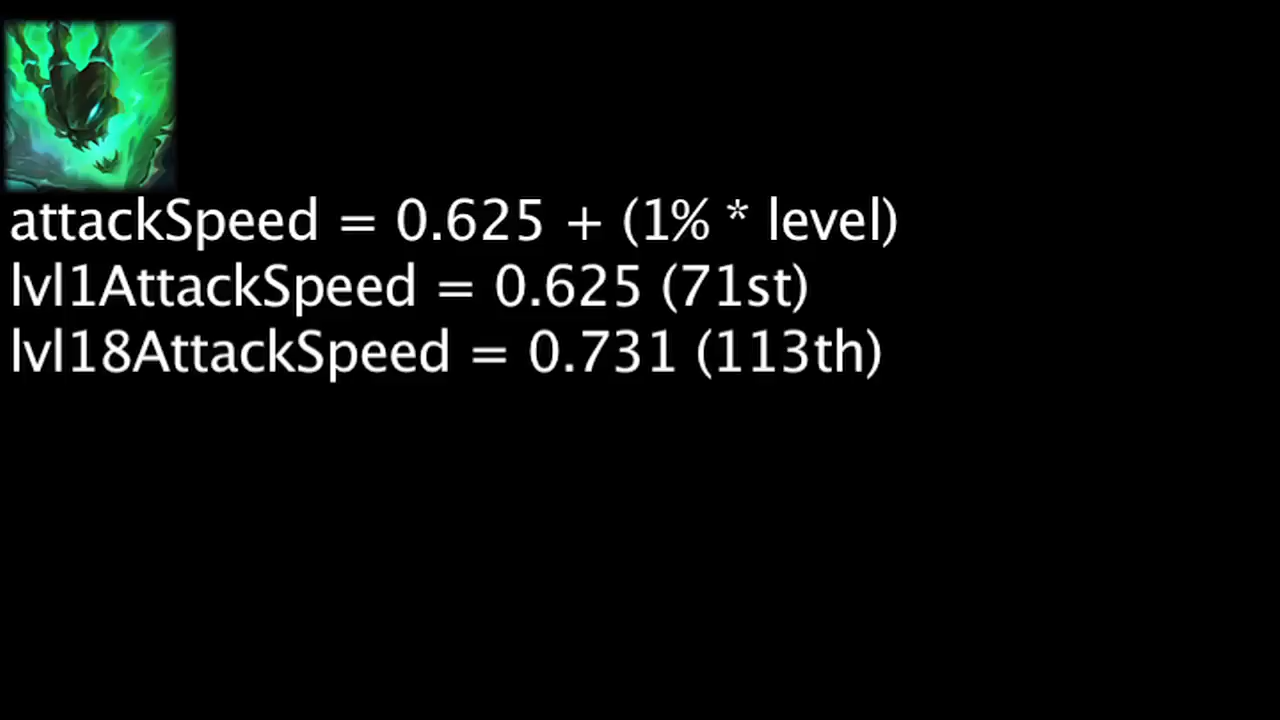 attackSpeed = 0.625 + (1% * level)
lvl1AttackSpeed = 0.625 (71st)
lvl18AttackSpeed = 0.731 (113th)